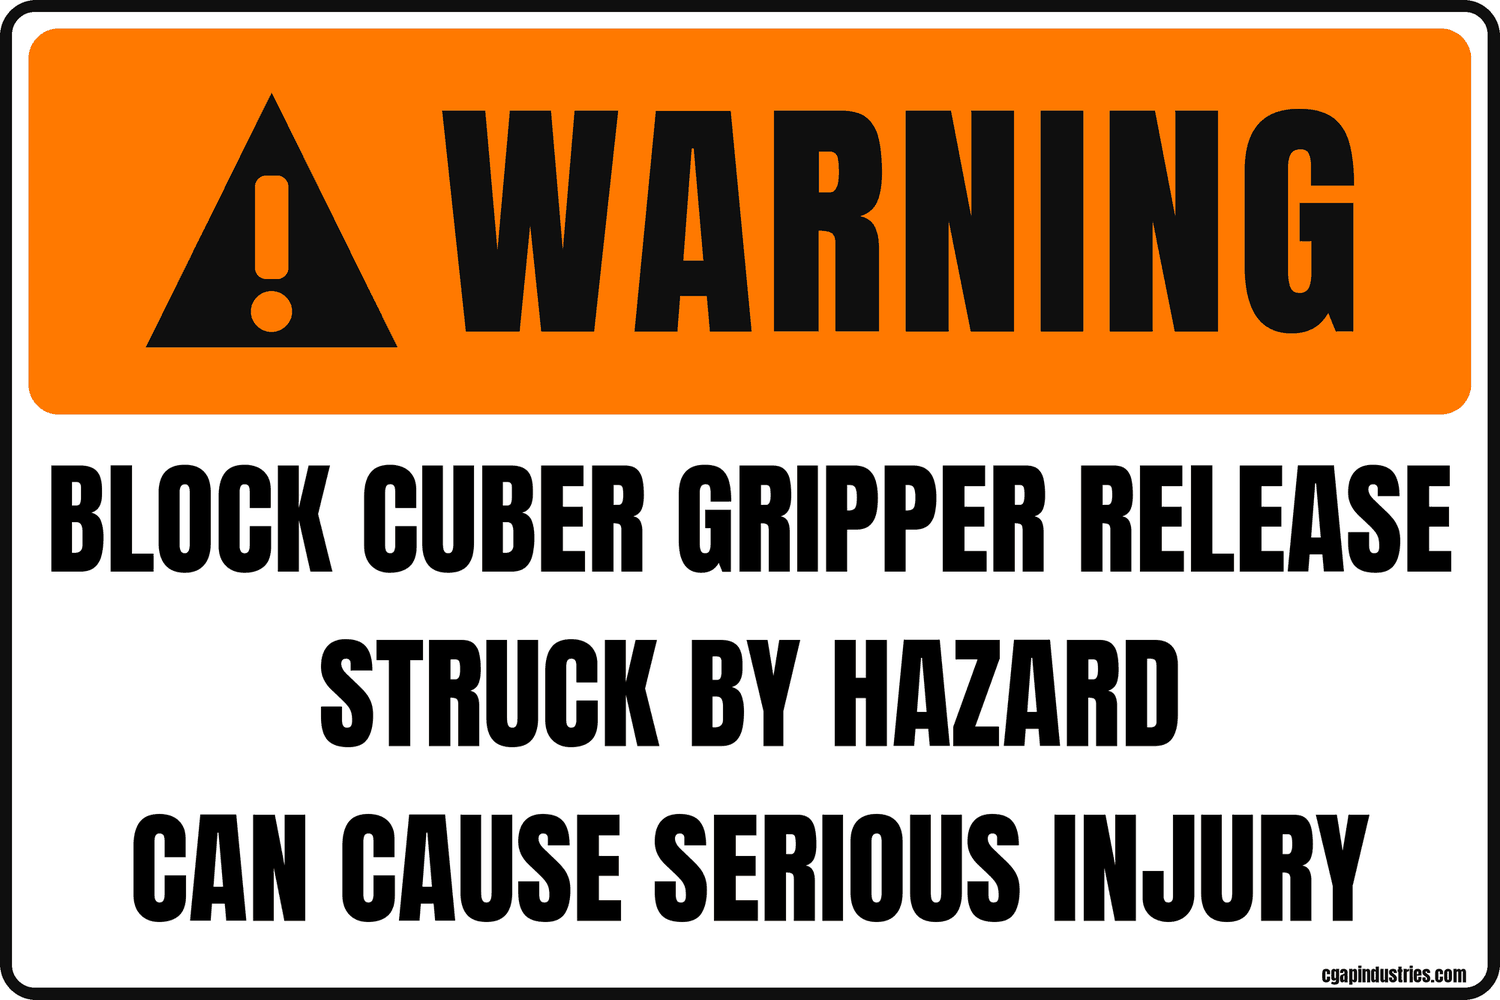 WARNING
BLOCK CUBER GRIPPER RELEASE
STRUCK BY HAZARD
CAN CAUSE SERIOUS INJURY
cgapindustries.com